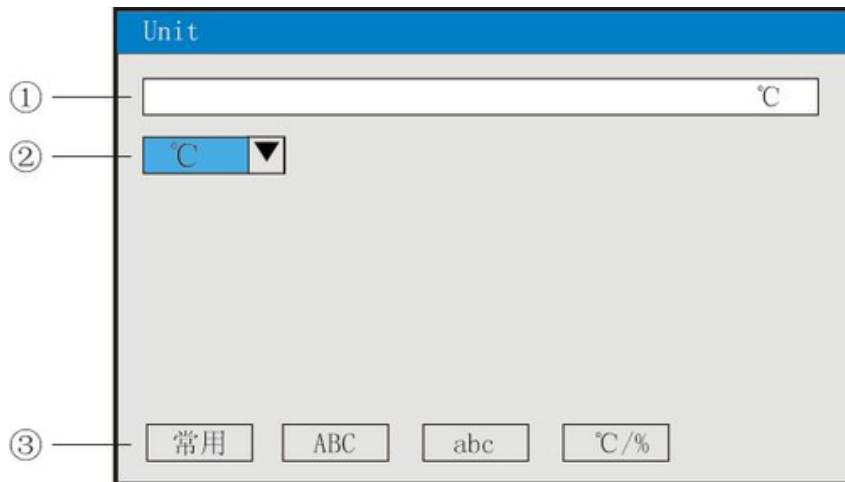 Unit
① ℃
② ℃ ▼
③ 常用 ABC abc ℃/%